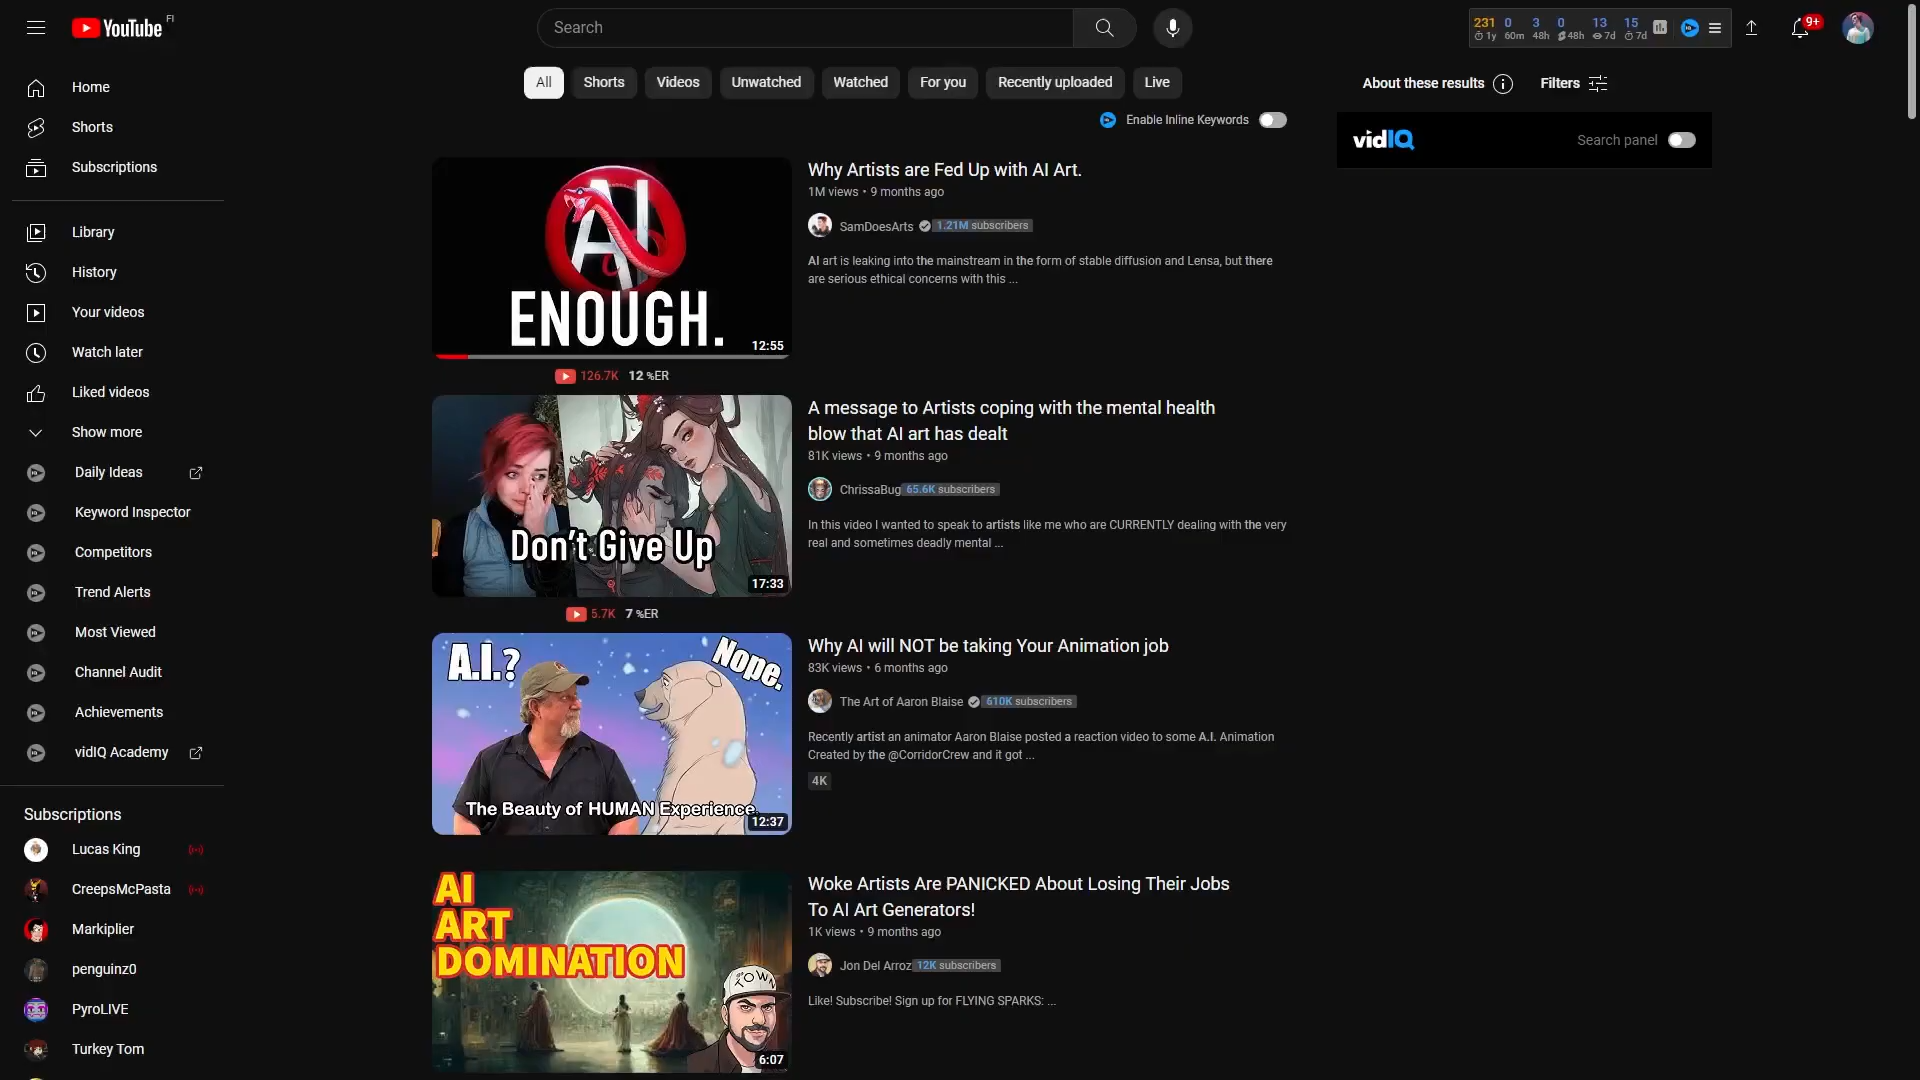 YouTube FI
Search
231 0 3 0 13 15
1y 60m 48h 48h 7d 7d
9+
Home
Shorts
Subscriptions
Library
History
Your videos
Watch later
Liked videos
Show more
Daily Ideas
Keyword Inspector
Competitors
Trend Alerts
Most Viewed
Channel Audit
Achievements
vidIQ Academy
Subscriptions
Lucas King
CreepsMcPasta
Markiplier
penguinz0
PyroLIVE
Turkey Tom
All Shorts Videos Unwatched Watched For you Recently uploaded Live
About these results Filters
Enable Inline Keywords
vidIQ Search panel
AI
ENOUGH.
12:55
126.7K 12 %ER
Why Artists are Fed Up with AI Art.
1M views • 9 months ago
SamDoesArts 1.21M subscribers
AI art is leaking into the mainstream in the form of stable diffusion and Lensa, but there
are serious ethical concerns with this ...
Don't Give Up
17:33
5.7K 7 %ER
A message to Artists coping with the mental health
blow that AI art has dealt
81K views • 9 months ago
ChrissaBug 65.6K subscribers
In this video I wanted to speak to artists like me who are CURRENTLY dealing with the very
real and sometimes deadly mental ...
A.I.? Nope.
The Beauty of HUMAN Experience.
12:37
Why AI will NOT be taking Your Animation job
83K views • 6 months ago
The Art of Aaron Blaise 610K subscribers
Recently artist an animator Aaron Blaise posted a reaction video to some A.I. Animation
Created by the @CorridorCrew and it got ...
4K
AI
ART
DOMINATION
TOWN
6:07
Woke Artists Are PANICKED About Losing Their Jobs
To AI Art Generators!
1K views • 9 months ago
Jon Del Arroz 12K subscribers
Like! Subscribe! Sign up for FLYING SPARKS: ...